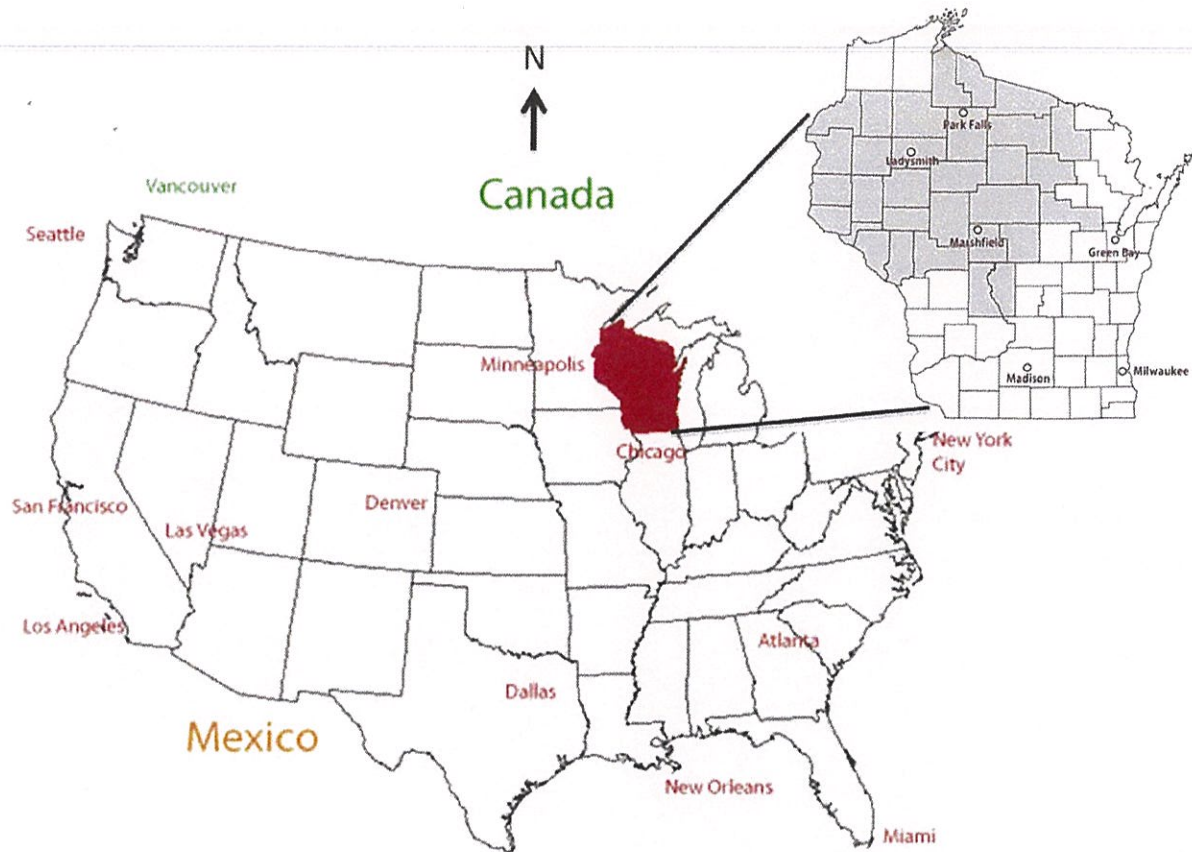 N
Canada
Vancouver
Seattle
Minneapolis
Chicago
New York
City
San Francisco
Las Vegas
Denver
Los Angeles
Atlanta
Dallas
Mexico
New Orleans
Miami
Park Falls
Ladysmith
Marshfield
Green Bay
Madison
Milwaukee